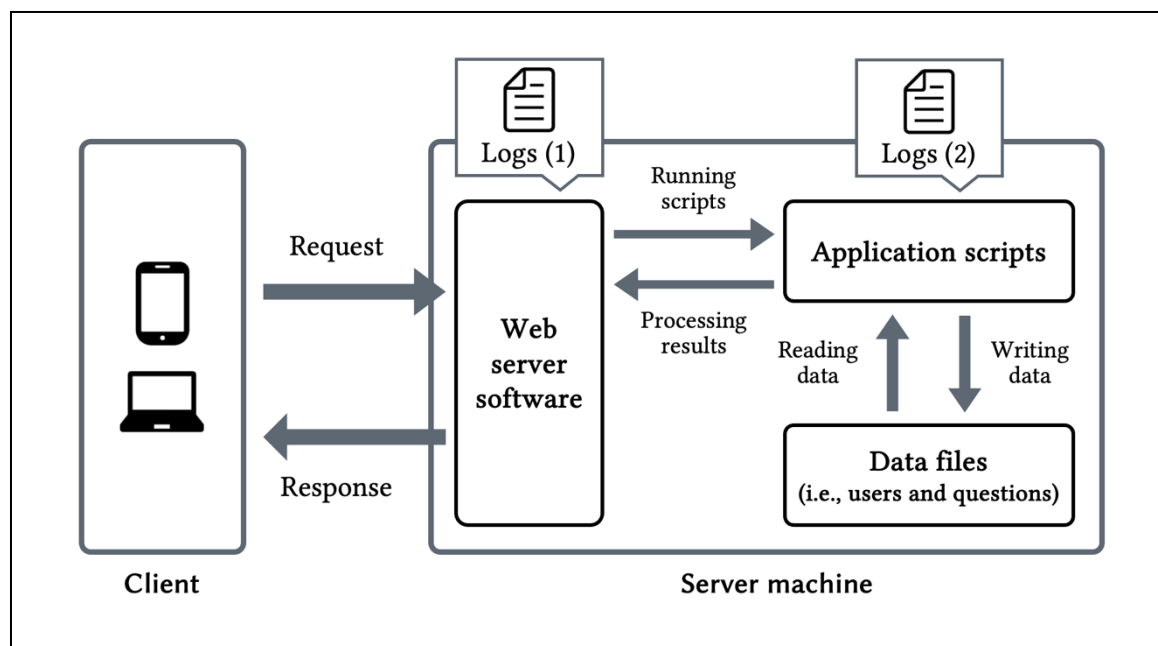 Logs (1)
Logs (2)
Request
Response
Client
Web
server
software
Running
scripts
Processing
results
Application scripts
Reading
data
Writing
data
Data files
(i.e., users and questions)
Server machine